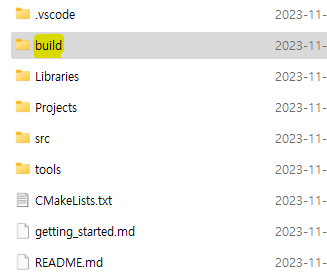 .vscode 2023-11-
build 2023-11-
Libraries 2023-11-
Projects 2023-11-
src 2023-11-
tools 2023-11-
CMakeLists.txt 2023-11-
getting_started.md 2023-11-
README.md 2023-11-